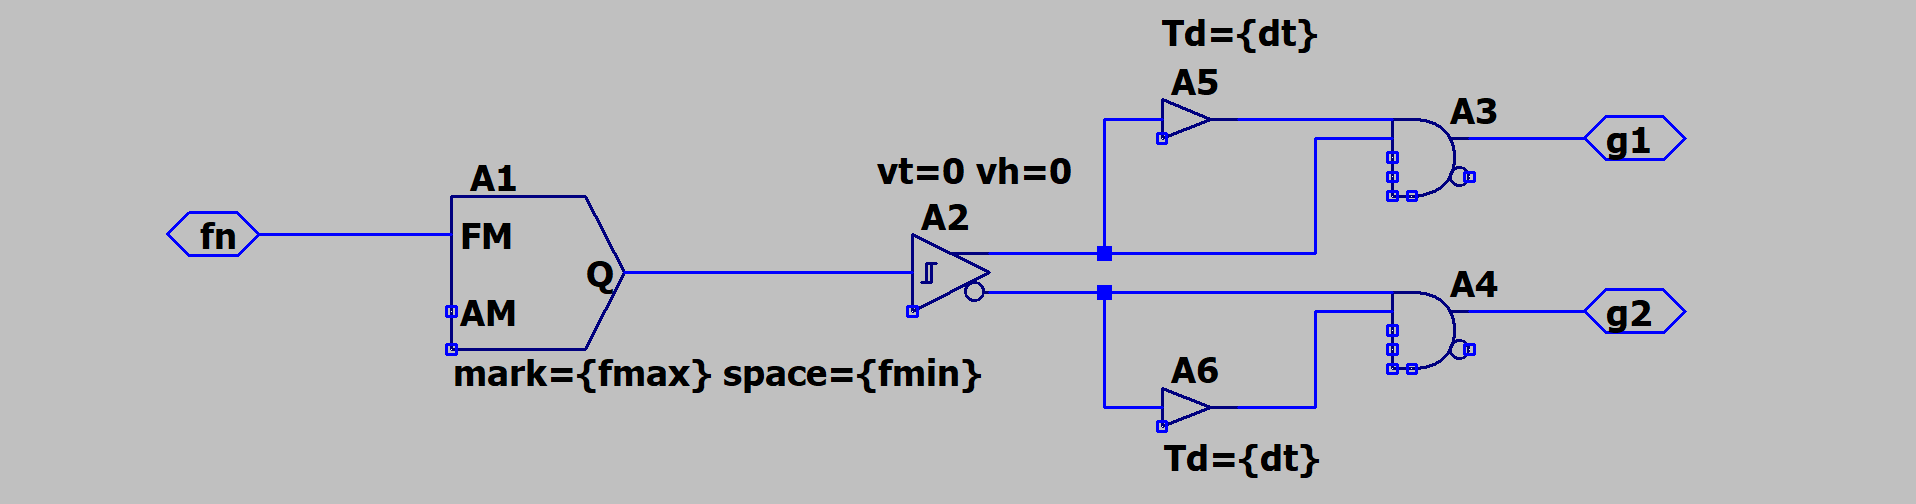 Td={dt}
A5
A3
g1
vt=0 vh=0
A1
A2
fn
FM
Q
A4
AM
g2
mark={fmax} space={fmin}
A6
Td={dt}